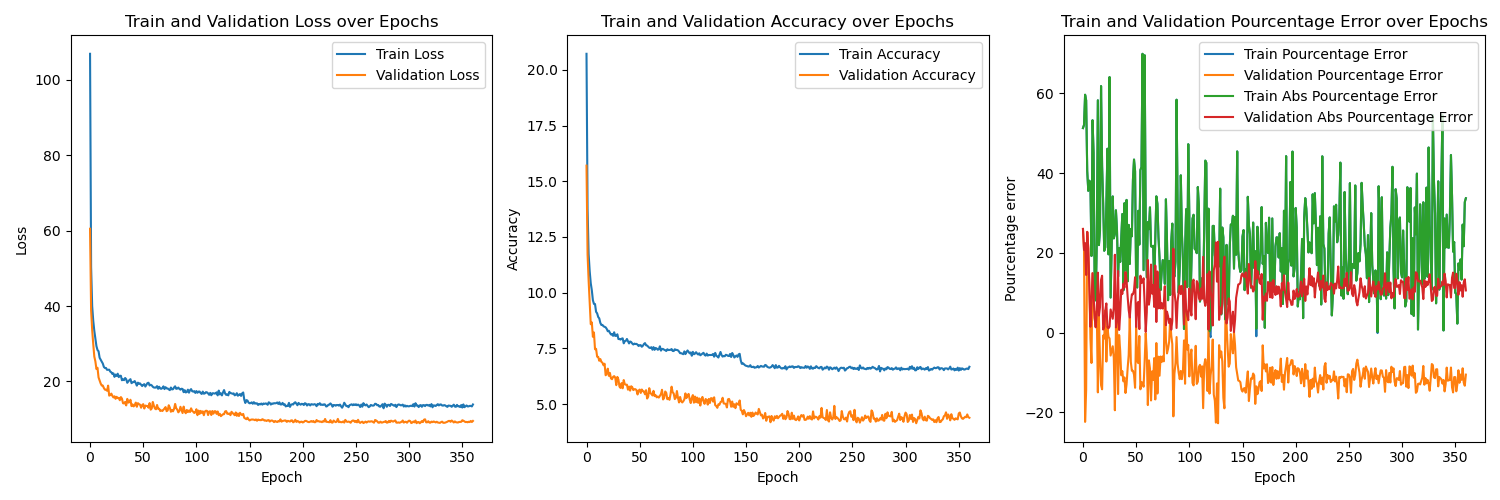 Train and Validation Loss over Epochs
Train Loss
Validation Loss
100
80
60
40
20
0
50
100
150
200
250
300
350
Loss
Epoch
Train and Validation Accuracy over Epochs
Train Accuracy
Validation Accuracy
20.0
17.5
15.0
12.5
10.0
7.5
5.0
0
50
100
150
200
250
300
350
Accuracy
Epoch
Train and Validation Pourcentage Error over Epochs
Train Pourcentage Error
Validation Pourcentage Error
Train Abs Pourcentage Error
Validation Abs Pourcentage Error
60
40
20
0
−20
0
50
100
150
200
250
300
350
Pourcentage error
Epoch